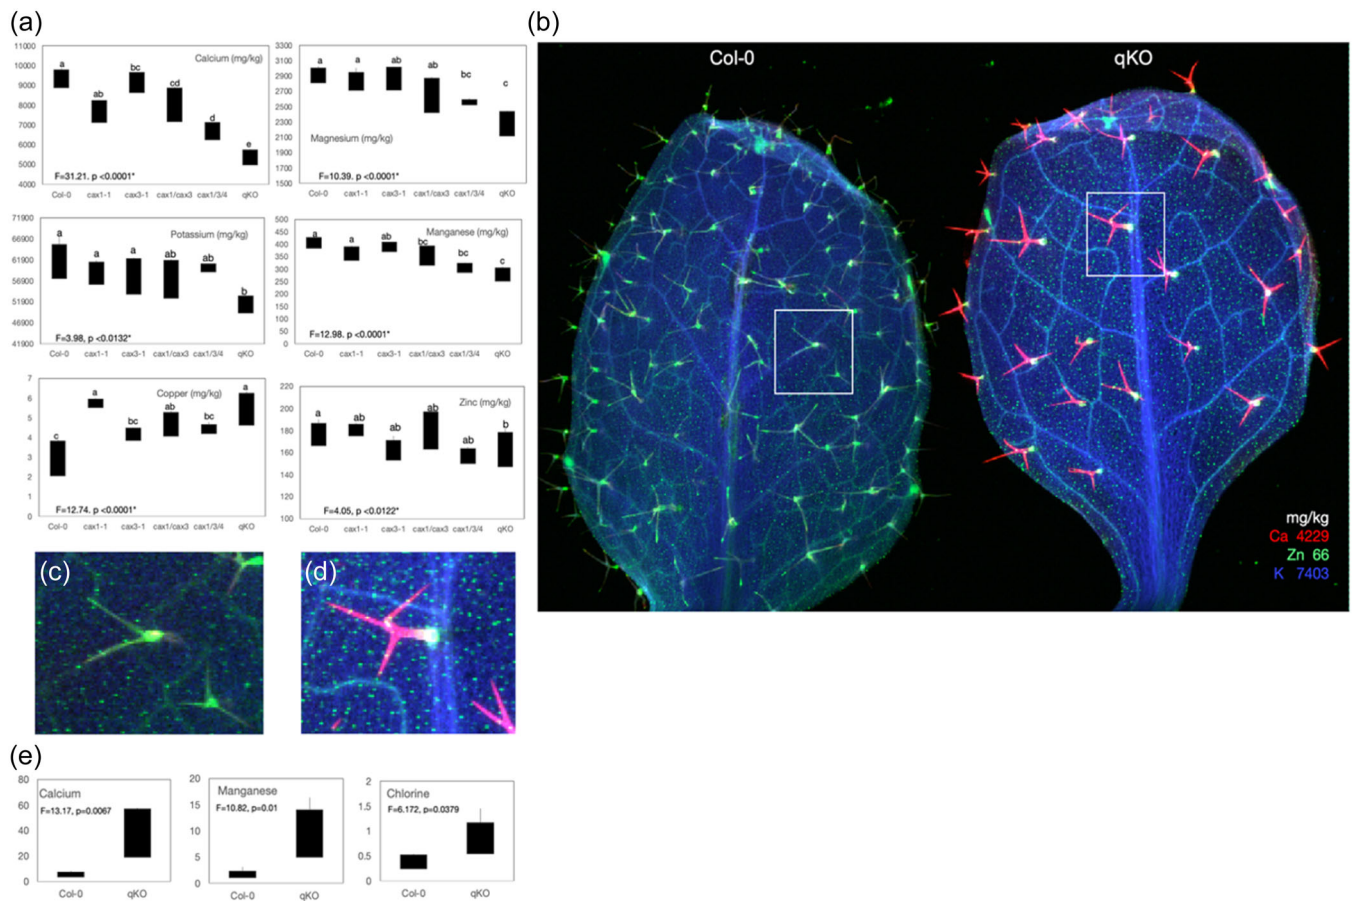 (a)
11000
10000
9000
8000
7000
6000
5000
4000
Calcium (mg/kg)
a
ab
bc
cd
d
e
F=31.21, p <0.0001*
Col-0 cax1-1 cax3-1 cax1/cax3 cax1/3/4 qKO
3300
3100
2900
2700
2500
2300
2100
1900
1700
1500
a
a
ab
ab
bc
c
Magnesium (mg/kg)
F=10.39, p <0.0001*
Col-0 cax1-1 cax3-1 cax1/cax3 cax1/3/4 qKO
71900
66900
61900
56900
51900
46900
41900
Potassium (mg/kg)
a
a
a
ab
ab
b
F=3.98, p <0.0132*
Col-0 cax1-1 cax3-1 cax1/cax3 cax1/3/4 qKO
500
450
400
350
300
250
200
150
100
50
0
Manganese (mg/kg)
a
a
ab
bc
c
c
F=12.98, p <0.0001*
Col-0 cax1-1 cax3-1 cax1/cax3 cax1/3/4 qKO
6
5
4
3
2
1
0
Copper (mg/kg)
c
a
bc
ab
bc
a
F=12.74, p <0.0001*
Col-0 cax1-1 cax3-1 cax1/cax3 cax1/3/4 qKO
220
200
180
160
140
120
100
Zinc (mg/kg)
a
ab
ab
ab
ab
b
F=4.05, p <0.0122*
Col-0 cax1-1 cax3-1 cax1/cax3 cax1/3/4 qKO
(b)
Col-0
qKO
mg/kg
Ca 4229
Zn 66
K 7403
(c)
(d)
(e)
80
60
40
20
0
Calcium
F=13.17, p=0.0067
Col-0 qKO
20
15
10
5
0
Manganese
F=10.82, p=0.01
Col-0 qKO
2
1.5
1
0.5
0
Chlorine
F=6.172, p=0.0379
Col-0 qKO